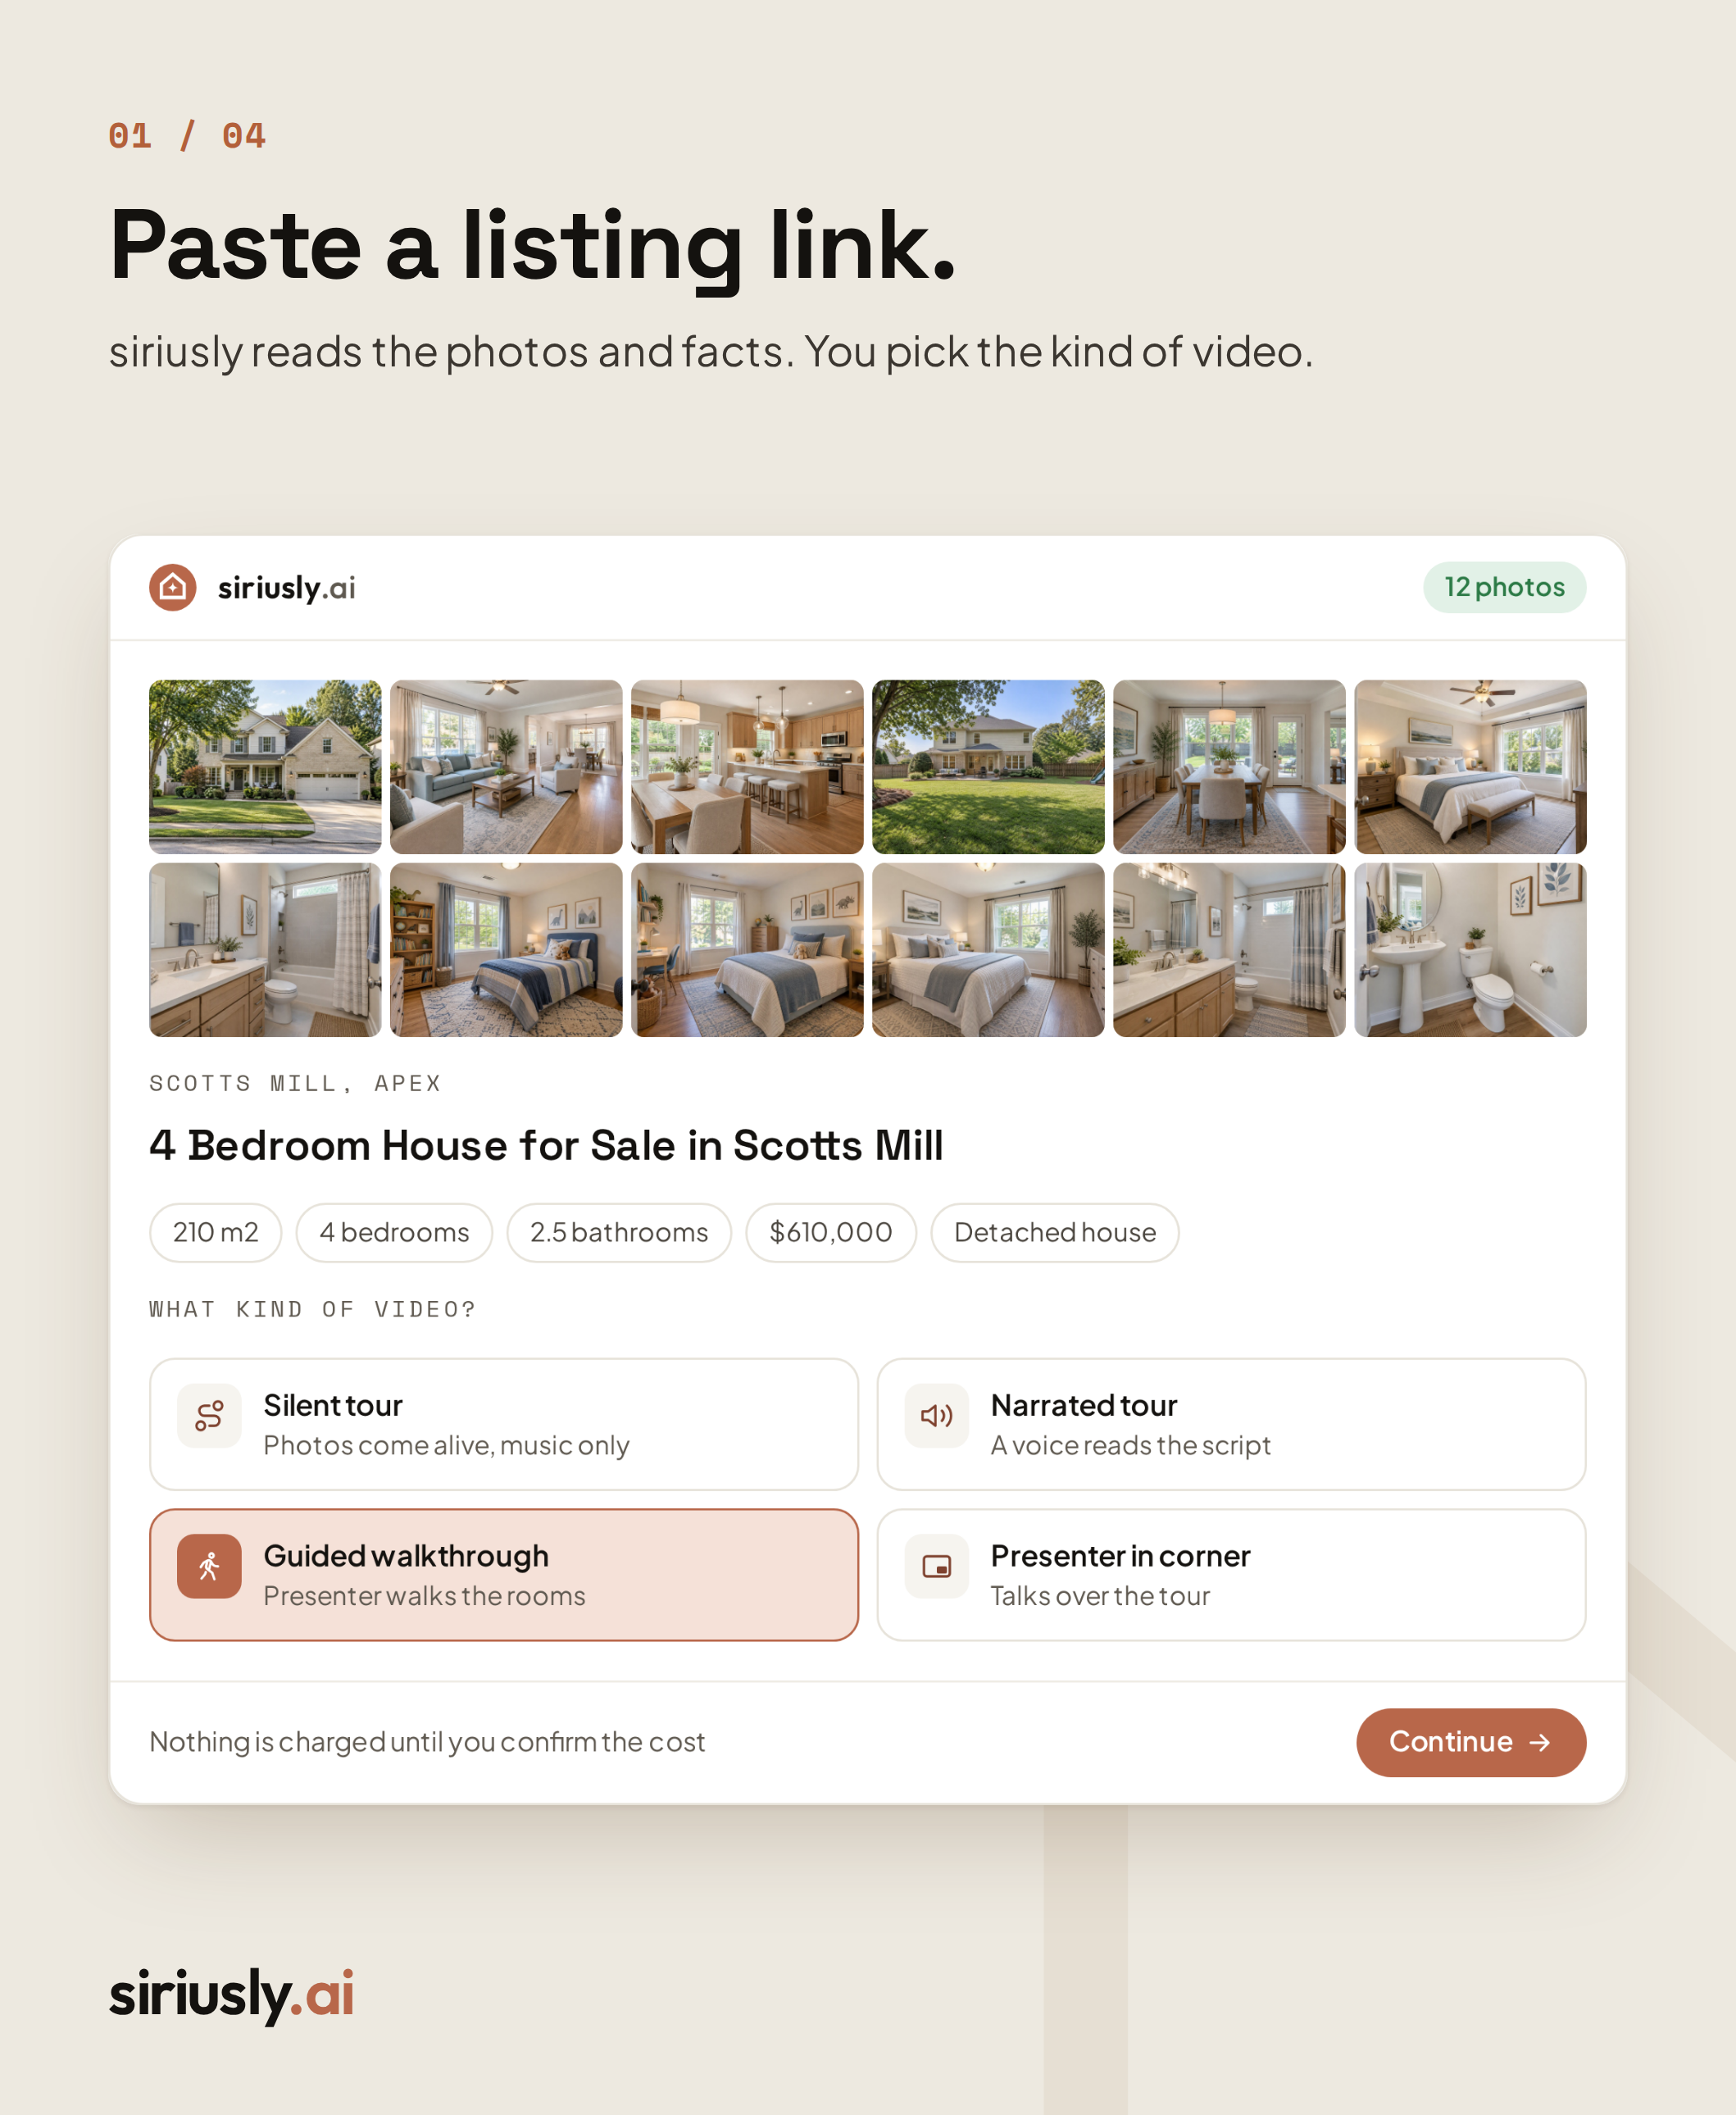 01 / 04
Paste a listing link.
siriusly reads the photos and facts. You pick the kind of video.
siriusly.ai
12 photos
SCOTTS MILL, APEX
4 Bedroom House for Sale in Scotts Mill
210 m2
4 bedrooms
2.5 bathrooms
$610,000
Detached house
WHAT KIND OF VIDEO?
Silent tour
Photos come alive, music only
Narrated tour
A voice reads the script
Guided walkthrough
Presenter walks the rooms
Presenter in corner
Talks over the tour
Nothing is charged until you confirm the cost
Continue →
siriusly.ai